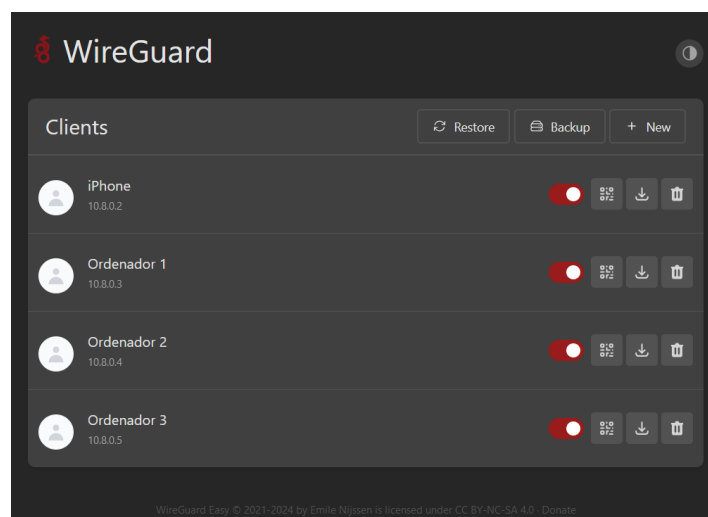 WireGuard
Clients
Restore
Backup
+ New
iPhone
10.8.0.2
Ordenador 1
10.8.0.3
Ordenador 2
10.8.0.4
Ordenador 3
10.8.0.5
WireGuard Easy © 2021-2024 by Emile Nijssen is licensed under CC BY-NC-SA 4.0 · Donate